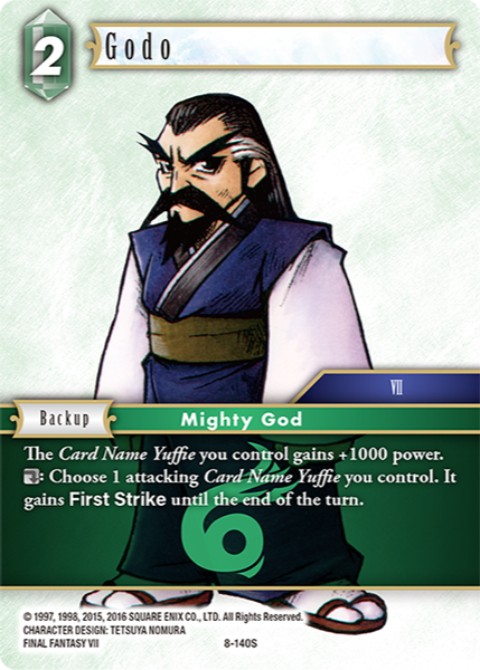 2
Godo
VII
Backup
Mighty God
The Card Name Yuffie you control gains +1000 power.
: Choose 1 attacking Card Name Yuffie you control. It
gains First Strike until the end of the turn.
6
© 1997, 1998, 2015, 2016 SQUARE ENIX CO., LTD. All Rights Reserved.
CHARACTER DESIGN: TETSUYA NOMURA
FINAL FANTASY VII
8-140S